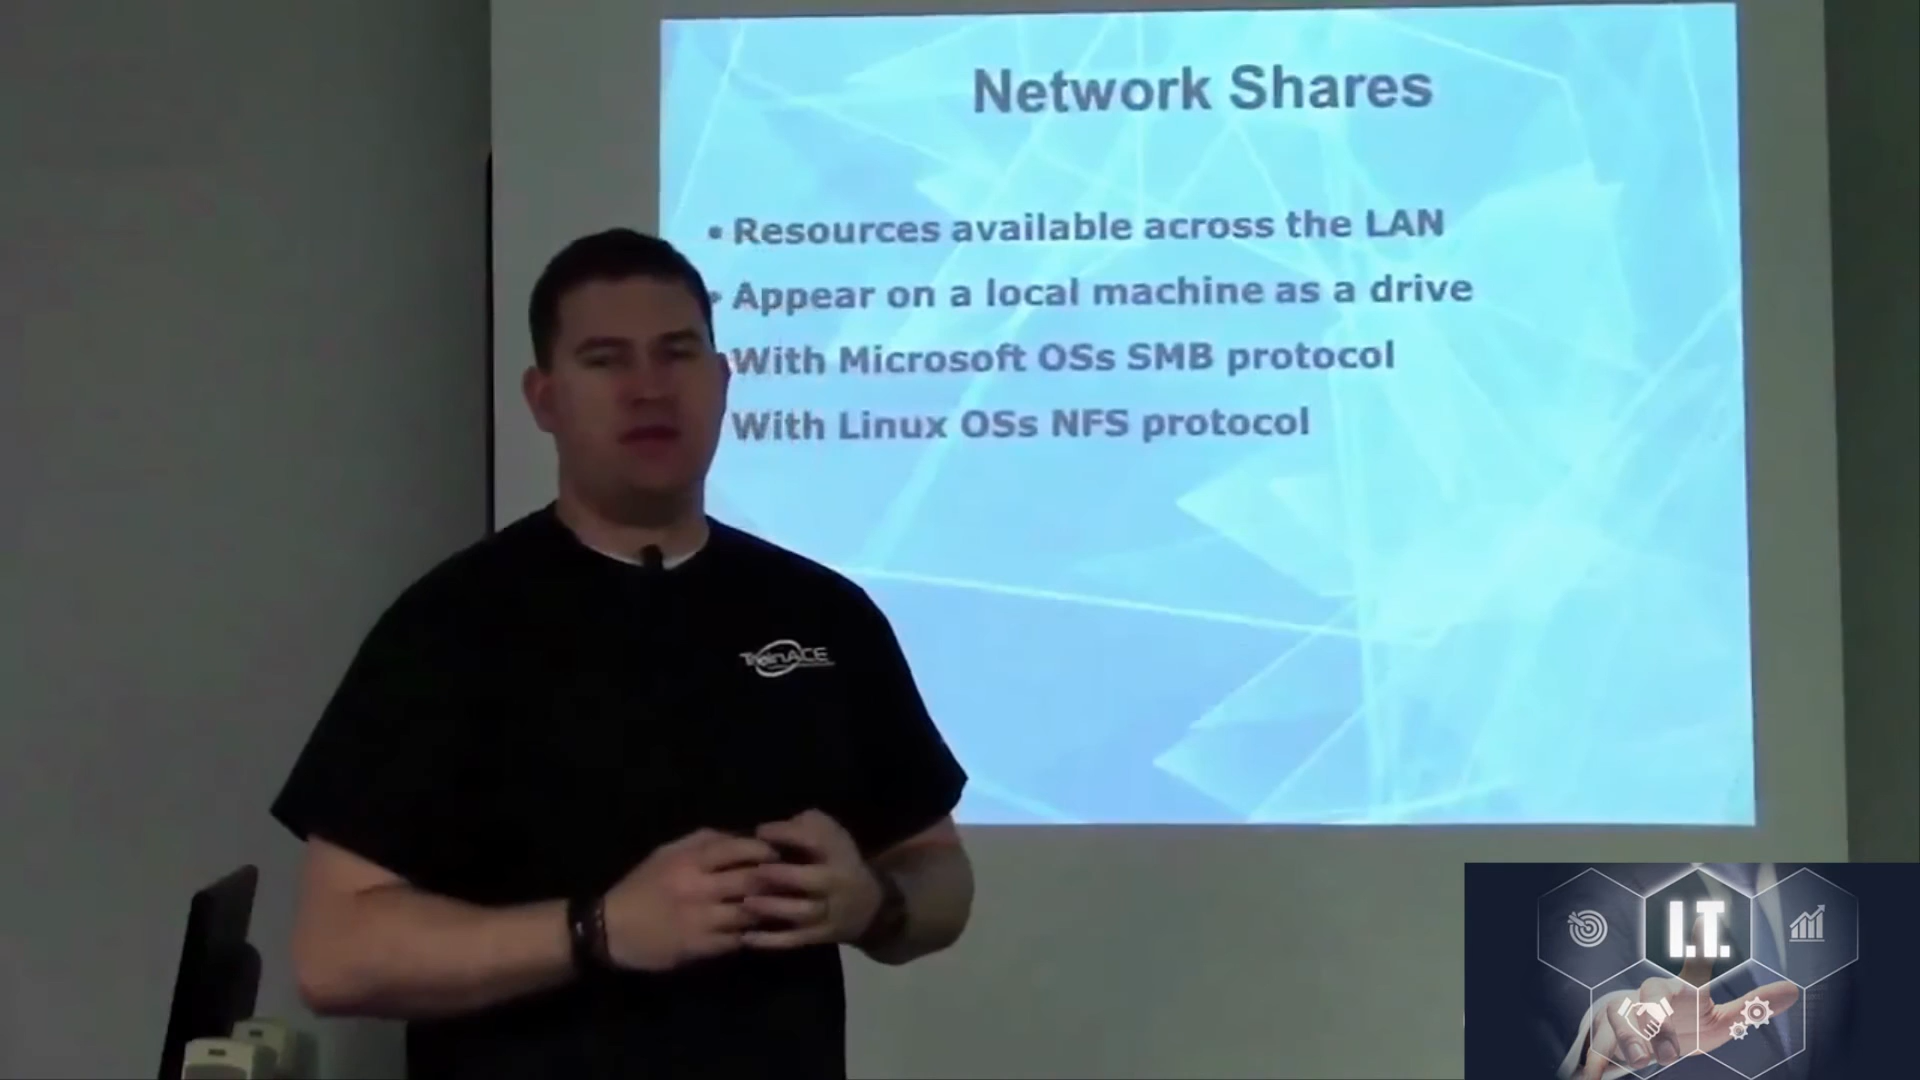 Network Shares
• Resources available across the LAN
• Appear on a local machine as a drive
With Microsoft OSs SMB protocol
With Linux OSs NFS protocol
TrainACE
I.T.